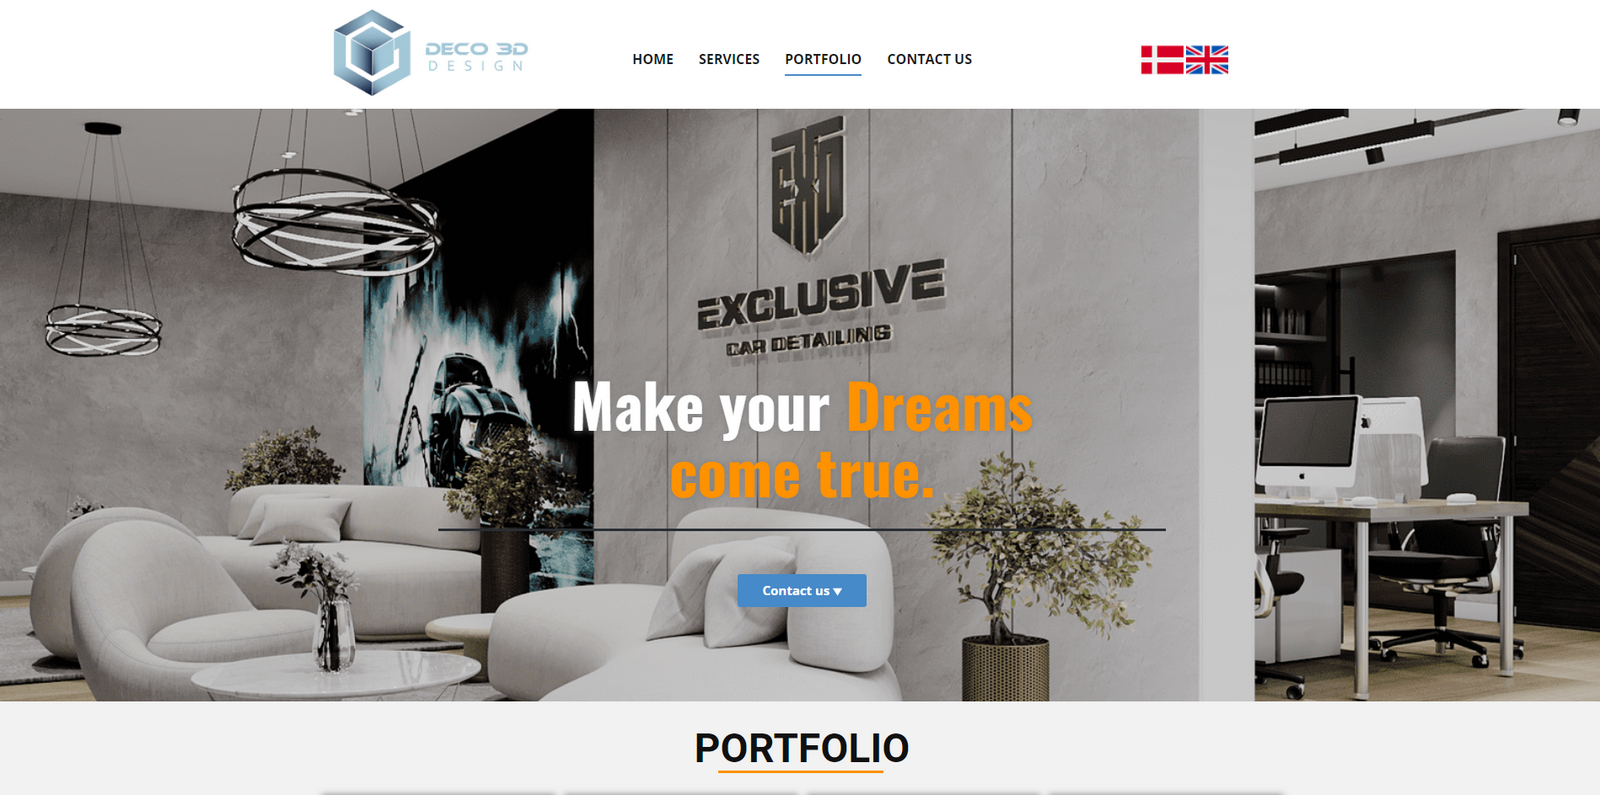 DECO 3D
DESIGN
HOME SERVICES PORTFOLIO CONTACT US
EXD
EXCLUSIVE
CAR DETAILING
Make your Dreams
come true.
Contact us ▼
PORTFOLIO